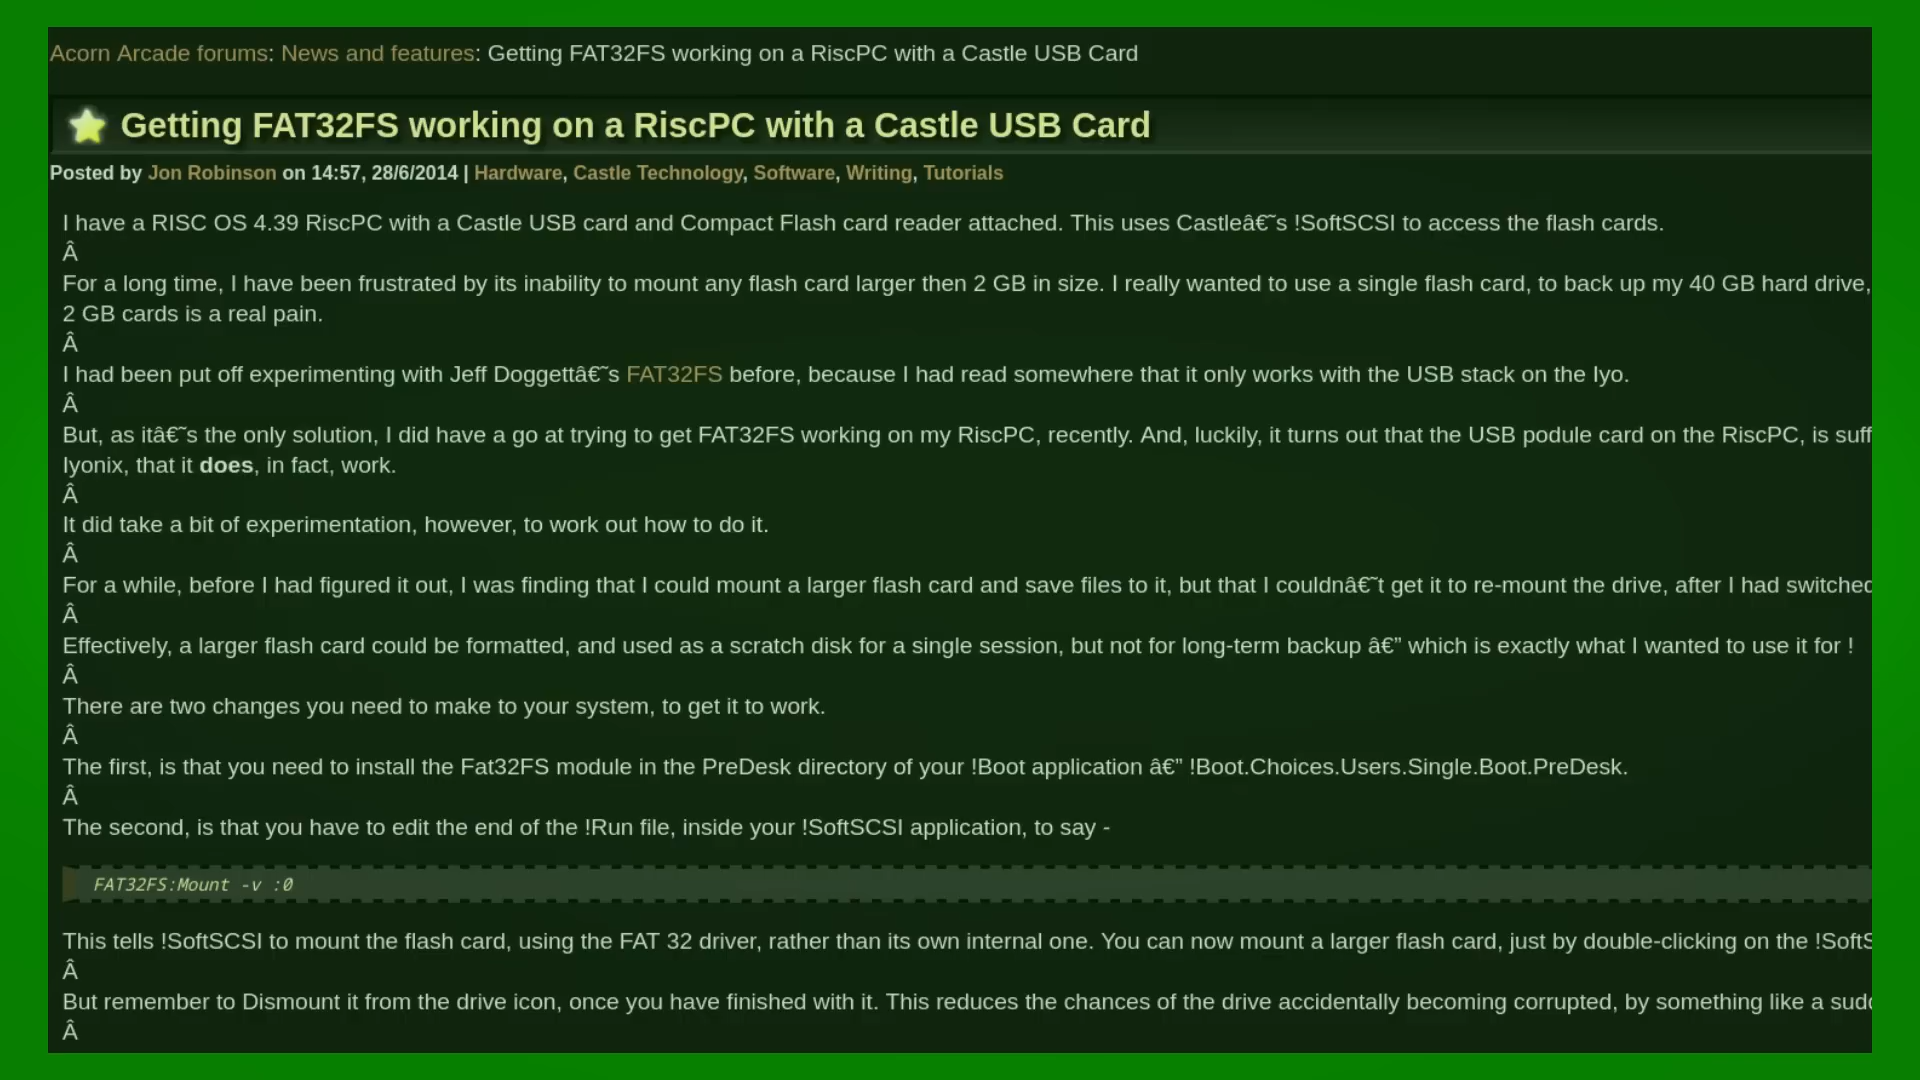 Acorn Arcade forums: News and features: Getting FAT32FS working on a RiscPC with a Castle USB Card
Getting FAT32FS working on a RiscPC with a Castle USB Card
Posted by Jon Robinson on 14:57, 28/6/2014 | Hardware, Castle Technology, Software, Writing, Tutorials
I have a RISC OS 4.39 RiscPC with a Castle USB card and Compact Flash card reader attached. This uses Castleâ€˜s !SoftSCSI to access the flash cards.
Â
For a long time, I have been frustrated by its inability to mount any flash card larger then 2 GB in size. I really wanted to use a single flash card, to back up my 40 GB hard drive,
2 GB cards is a real pain.
Â
I had been put off experimenting with Jeff Doggettâ€˜s FAT32FS before, because I had read somewhere that it only works with the USB stack on the Iyo.
Â
But, as itâ€˜s the only solution, I did have a go at trying to get FAT32FS working on my RiscPC, recently. And, luckily, it turns out that the USB podule card on the RiscPC, is suff
Iyonix, that it does, in fact, work.
Â
It did take a bit of experimentation, however, to work out how to do it.
Â
For a while, before I had figured it out, I was finding that I could mount a larger flash card and save files to it, but that I couldnâ€˜t get it to re-mount the drive, after I had switched
Â
Effectively, a larger flash card could be formatted, and used as a scratch disk for a single session, but not for long-term backup â€” which is exactly what I wanted to use it for !
Â
There are two changes you need to make to your system, to get it to work.
Â
The first, is that you need to install the Fat32FS module in the PreDesk directory of your !Boot application â€” !Boot.Choices.Users.Single.Boot.PreDesk.
Â
The second, is that you have to edit the end of the !Run file, inside your !SoftSCSI application, to say -
FAT32FS:Mount -v :0
This tells !SoftSCSI to mount the flash card, using the FAT 32 driver, rather than its own internal one. You can now mount a larger flash card, just by double-clicking on the !SoftS
Â
But remember to Dismount it from the drive icon, once you have finished with it. This reduces the chances of the drive accidentally becoming corrupted, by something like a sudd
Â